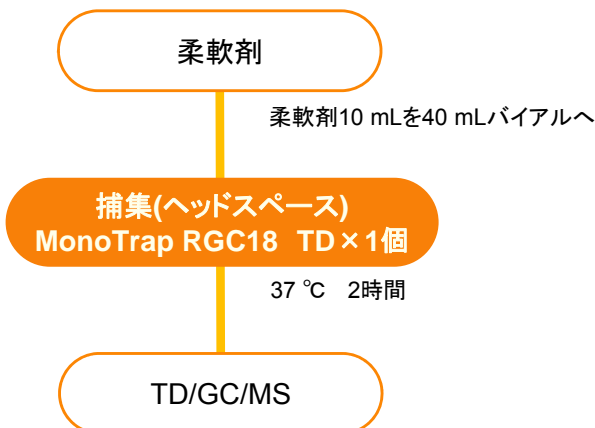 柔軟剤
柔軟剤10 mLを40 mLバイアルへ
捕集(ヘッドスペース)
MonoTrap RGC18 TD×1個
37 ℃ 2時間
TD/GC/MS